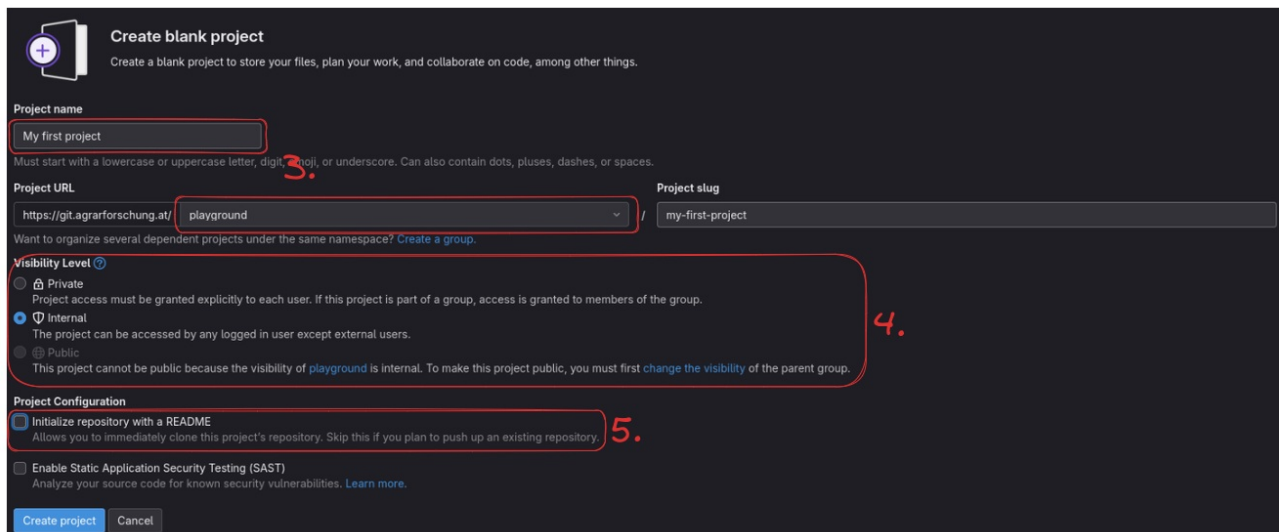 Create blank project
Create a blank project to store your files, plan your work, and collaborate on code, among other things.
Project name
My first project
Must start with a lowercase or uppercase letter, digit, emoji, or underscore. Can also contain dots, pluses, dashes, or spaces.
3.
Project URL
Project slug
https://git.agrarforschung.at/ playground / my-first-project
Want to organize several dependent projects under the same namespace? Create a group.
Visibility Level
Private
Project access must be granted explicitly to each user. If this project is part of a group, access is granted to members of the group.
Internal
The project can be accessed by any logged in user except external users.
4.
Public
This project cannot be public because the visibility of playground is internal. To make this project public, you must first change the visibility of the parent group.
Project Configuration
Initialize repository with a README
Allows you to immediately clone this project's repository. Skip this if you plan to push up an existing repository.
5.
Enable Static Application Security Testing (SAST)
Analyze your source code for known security vulnerabilities. Learn more.
Create project Cancel